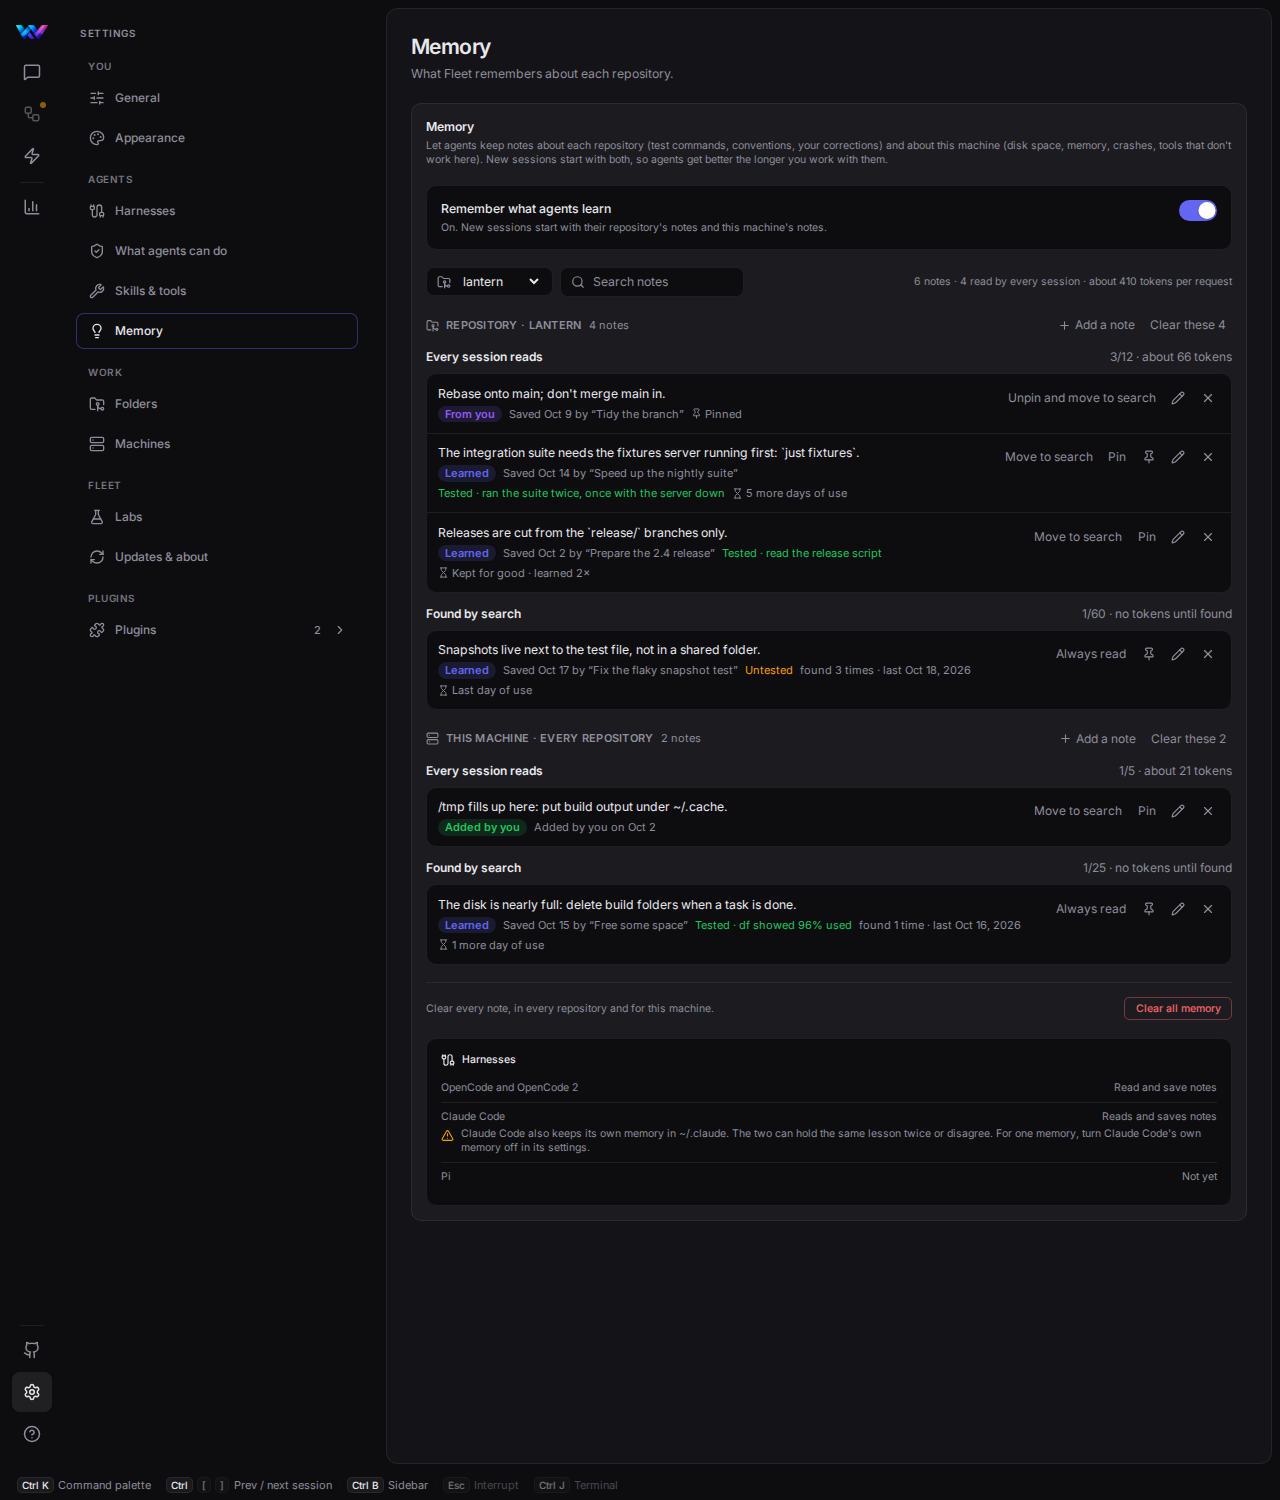 SETTINGS
YOU
General
Appearance
AGENTS
Harnesses
What agents can do
Skills & tools
Memory
WORK
Folders
Machines
FLEET
Labs
Updates & about
PLUGINS
Plugins 2
Memory
What Fleet remembers about each repository.
Memory
Let agents keep notes about each repository (test commands, conventions, your corrections) and about this machine (disk space, memory, crashes, tools that don't
work here). New sessions start with both, so agents get better the longer you work with them.
Remember what agents learn
On. New sessions start with their repository's notes and this machine's notes.
lantern Search notes 6 notes · 4 read by every session · about 410 tokens per request
REPOSITORY · LANTERN 4 notes Add a note Clear these 4
Every session reads 3/12 · about 66 tokens
Rebase onto main; don't merge main in. Unpin and move to search
From you Saved Oct 9 by “Tidy the branch” Pinned
The integration suite needs the fixtures server running first: `just fixtures`. Move to search Pin
Learned Saved Oct 14 by “Speed up the nightly suite”
Tested · ran the suite twice, once with the server down 5 more days of use
Releases are cut from the `release/` branches only. Move to search Pin
Learned Saved Oct 2 by “Prepare the 2.4 release” Tested · read the release script
Kept for good · learned 2×
Found by search 1/60 · no tokens until found
Snapshots live next to the test file, not in a shared folder. Always read
Learned Saved Oct 17 by “Fix the flaky snapshot test” Untested found 3 times · last Oct 18, 2026
Last day of use
THIS MACHINE · EVERY REPOSITORY 2 notes Add a note Clear these 2
Every session reads 1/5 · about 21 tokens
/tmp fills up here: put build output under ~/.cache. Move to search Pin
Added by you Added by you on Oct 2
Found by search 1/25 · no tokens until found
The disk is nearly full: delete build folders when a task is done. Always read
Learned Saved Oct 15 by “Free some space” Tested · df showed 96% used found 1 time · last Oct 16, 2026
1 more day of use
Clear every note, in every repository and for this machine. Clear all memory
Harnesses
OpenCode and OpenCode 2 Read and save notes
Claude Code Reads and saves notes
Claude Code also keeps its own memory in ~/.claude. The two can hold the same lesson twice or disagree. For one memory, turn Claude Code's own
memory off in its settings.
Pi Not yet
Ctrl K Command palette Ctrl [ ] Prev / next session Ctrl B Sidebar Esc Interrupt Ctrl J Terminal